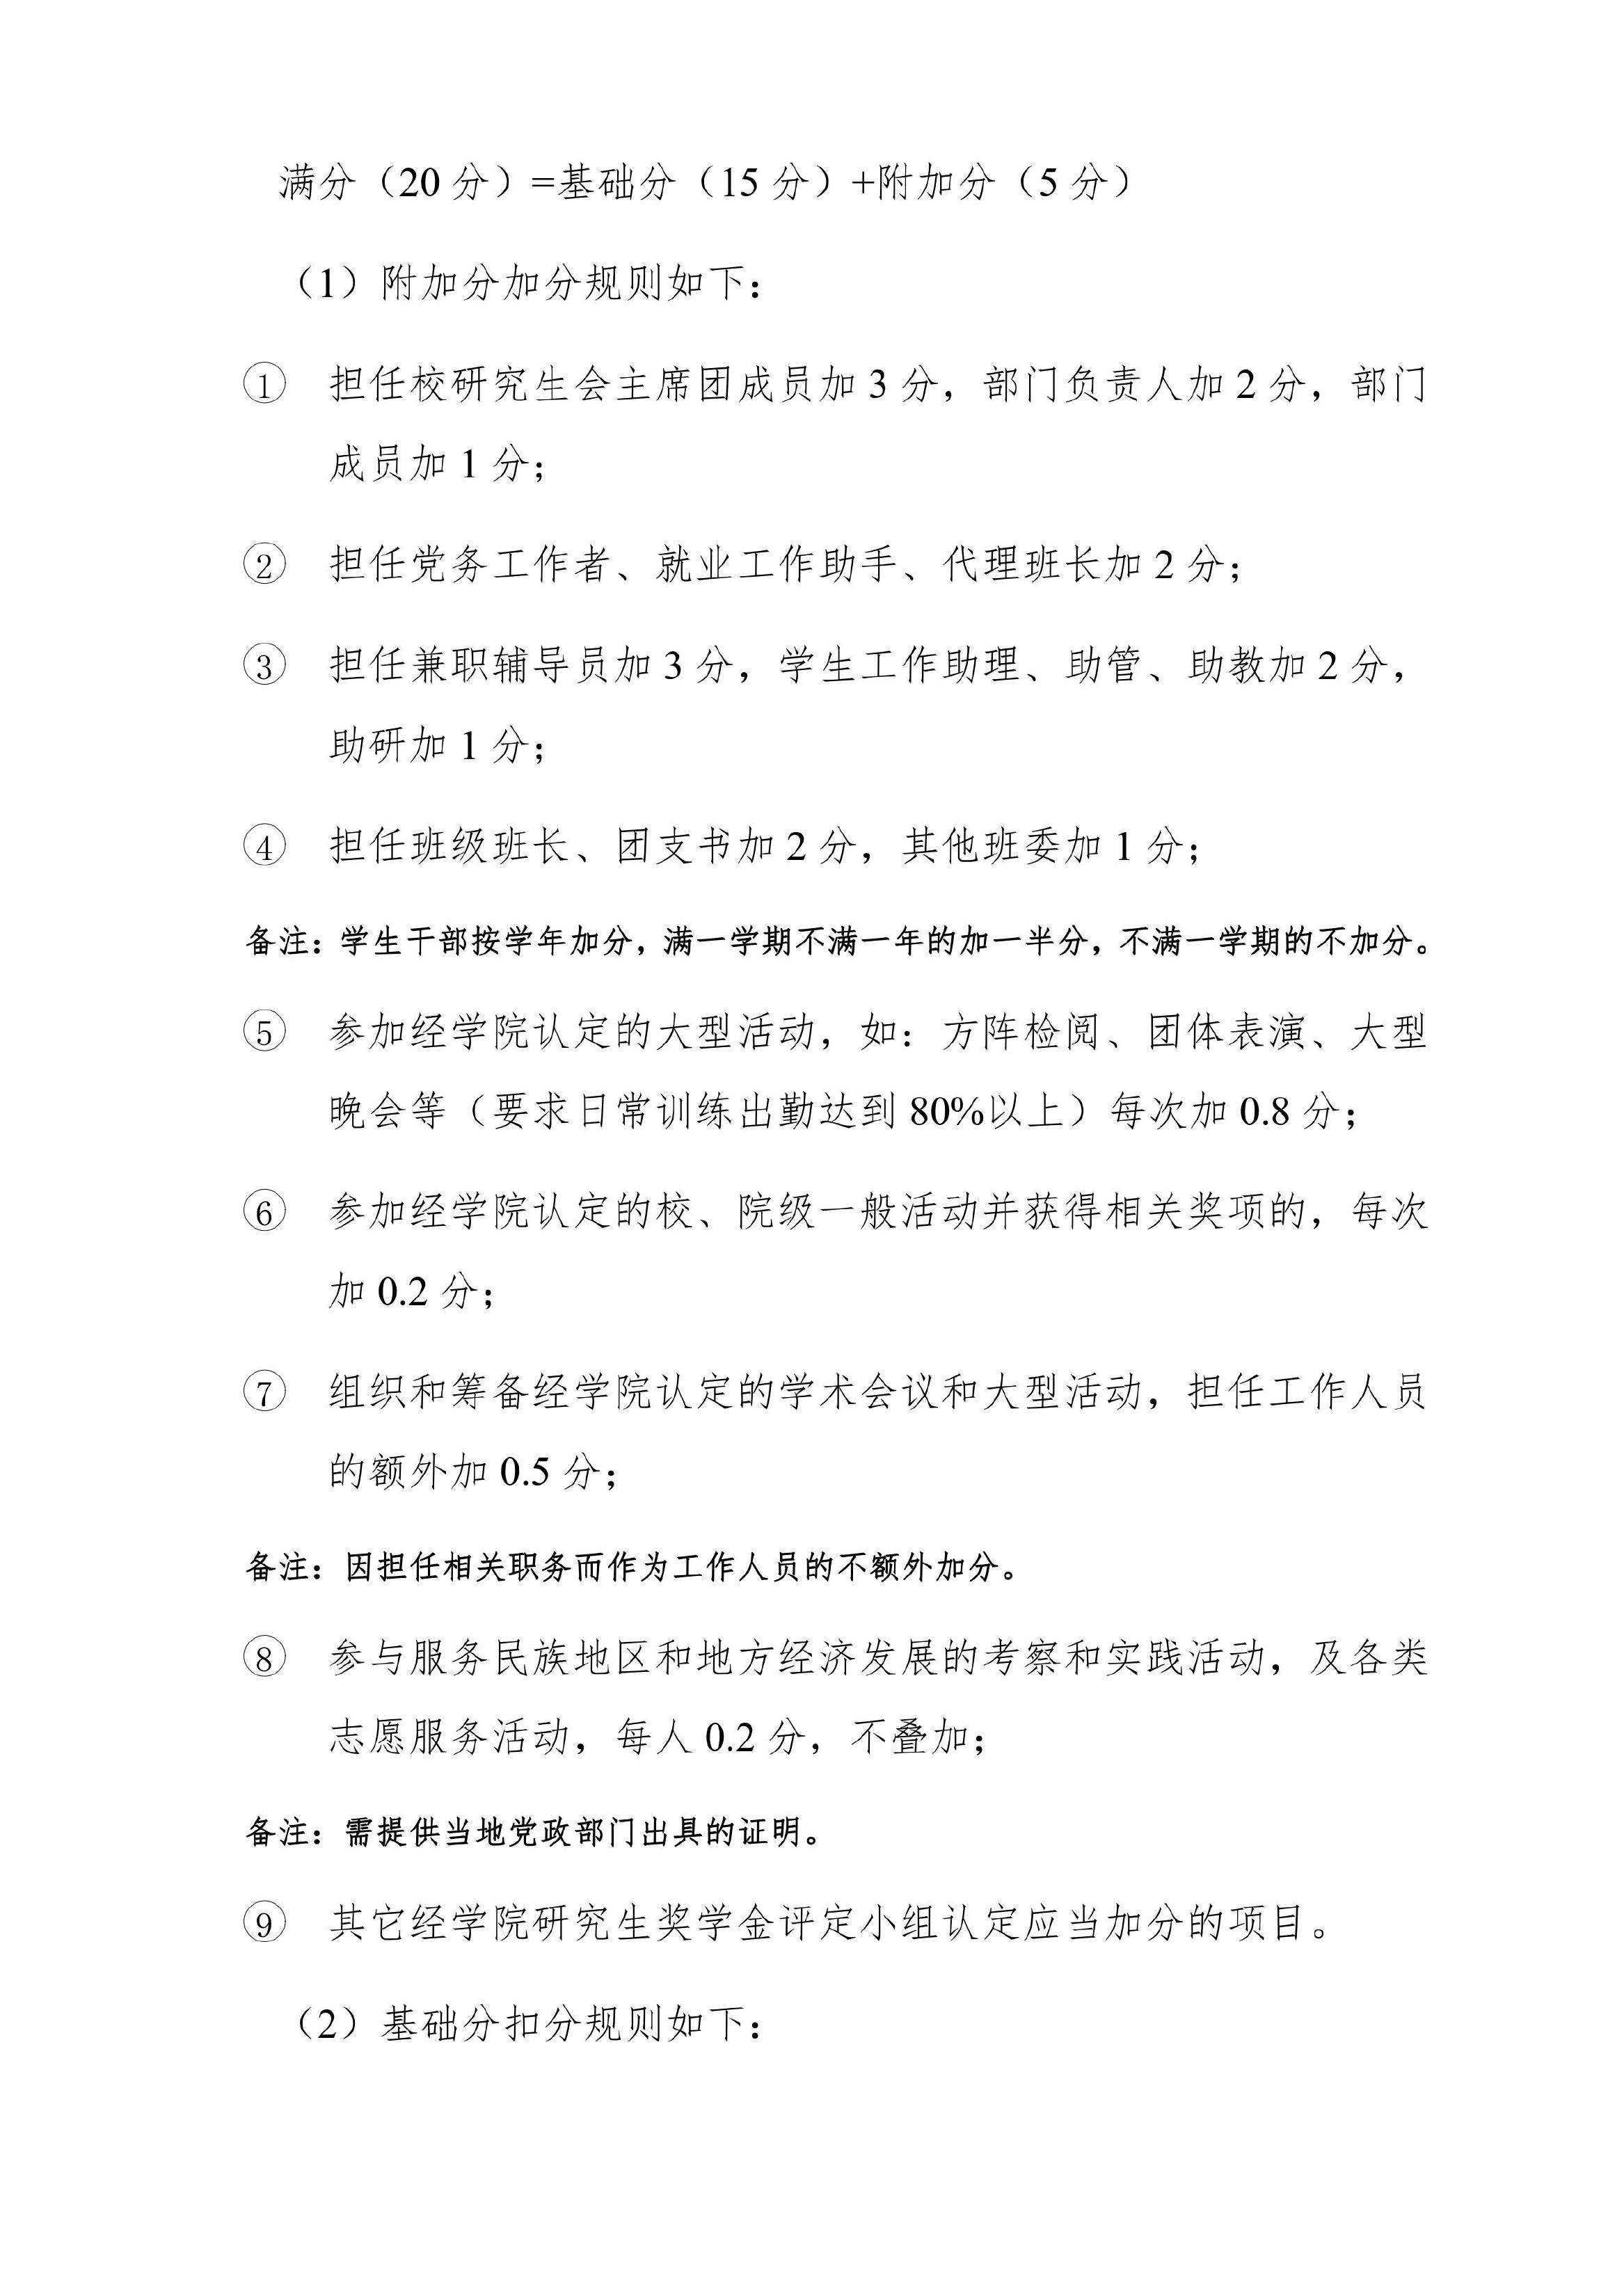 满分（20 分）=基础分（15 分）+附加分（5 分）
（1）附加分加分规则如下：
① 担任校研究生会主席团成员加 3 分，部门负责人加 2 分，部门
成员加 1 分；
② 担任党务工作者、就业工作助手、代理班长加 2 分；
③ 担任兼职辅导员加 3 分，学生工作助理、助管、助教加 2 分，
助研加 1 分；
④ 担任班级班长、团支书加 2 分，其他班委加 1 分；
备注：学生干部按学年加分，满一学期不满一年的加一半分，不满一学期的不加分。
⑤ 参加经学院认定的大型活动，如：方阵检阅、团体表演、大型
晚会等（要求日常训练出勤达到 80%以上）每次加 0.8 分；
⑥ 参加经学院认定的校、院级一般活动并获得相关奖项的，每次
加 0.2 分；
⑦ 组织和筹备经学院认定的学术会议和大型活动，担任工作人员
的额外加 0.5 分；
备注：因担任相关职务而作为工作人员的不额外加分。
⑧ 参与服务民族地区和地方经济发展的考察和实践活动，及各类
志愿服务活动，每人 0.2 分，不叠加；
备注：需提供当地党政部门出具的证明。
⑨ 其它经学院研究生奖学金评定小组认定应当加分的项目。
（2）基础分扣分规则如下：